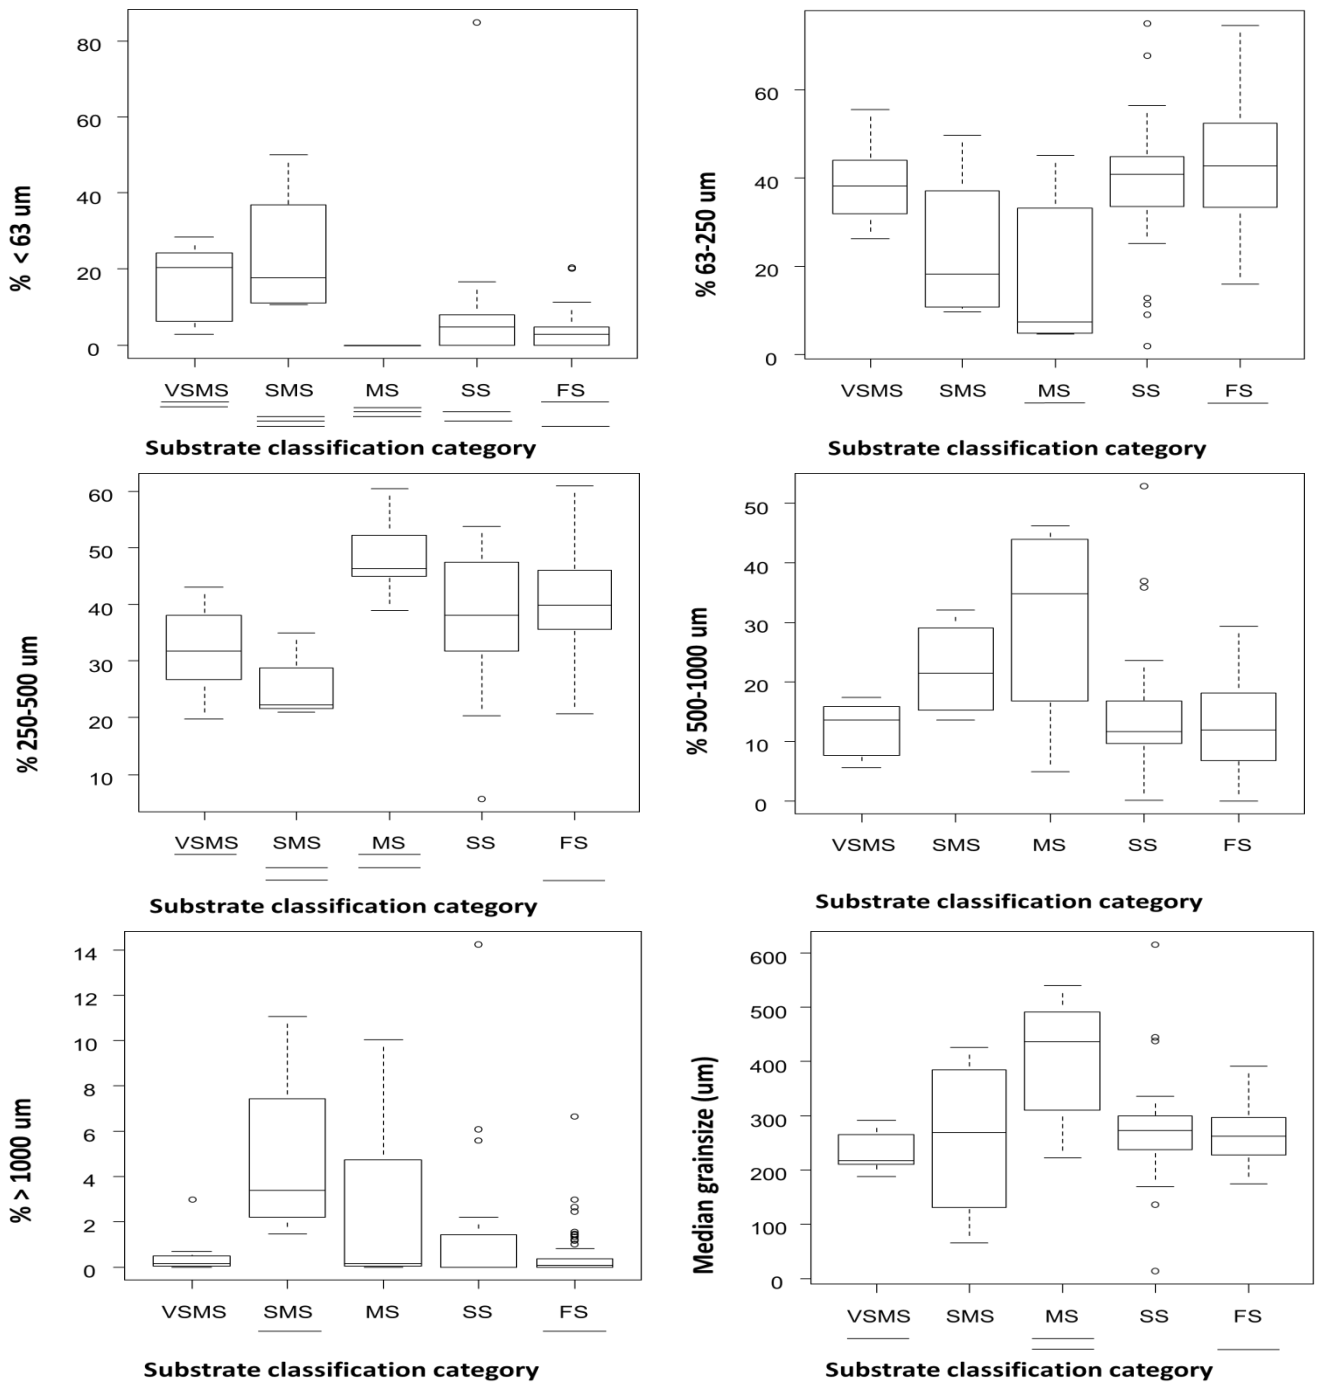 80
60
40
20
0
% < 63 um
VSMS SMS MS SS FS
Substrate classification category
60
40
20
0
% 63-250 um
VSMS SMS MS SS FS
Substrate classification category
60
50
40
30
20
10
% 250-500 um
VSMS SMS MS SS FS
Substrate classification category
50
40
30
20
10
0
% 500-1000 um
VSMS SMS MS SS FS
Substrate classification category
14
12
10
8
6
4
2
0
% > 1000 um
VSMS SMS MS SS FS
Substrate classification category
600
500
400
300
200
100
0
Median grainsize (um)
VSMS SMS MS SS FS
Substrate classification category